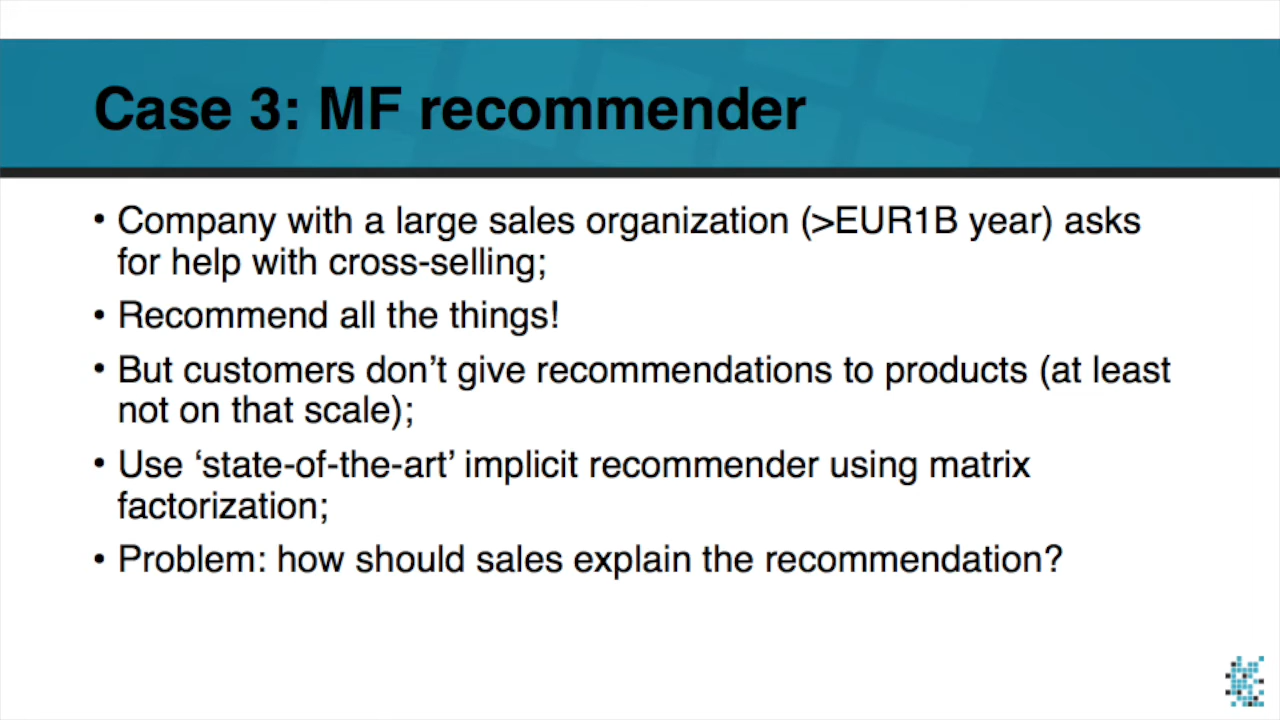 Case 3: MF recommender
• Company with a large sales organization (>EUR1B year) asks
for help with cross-selling;
• Recommend all the things!
• But customers don’t give recommendations to products (at least
not on that scale);
• Use ‘state-of-the-art’ implicit recommender using matrix
factorization;
• Problem: how should sales explain the recommendation?